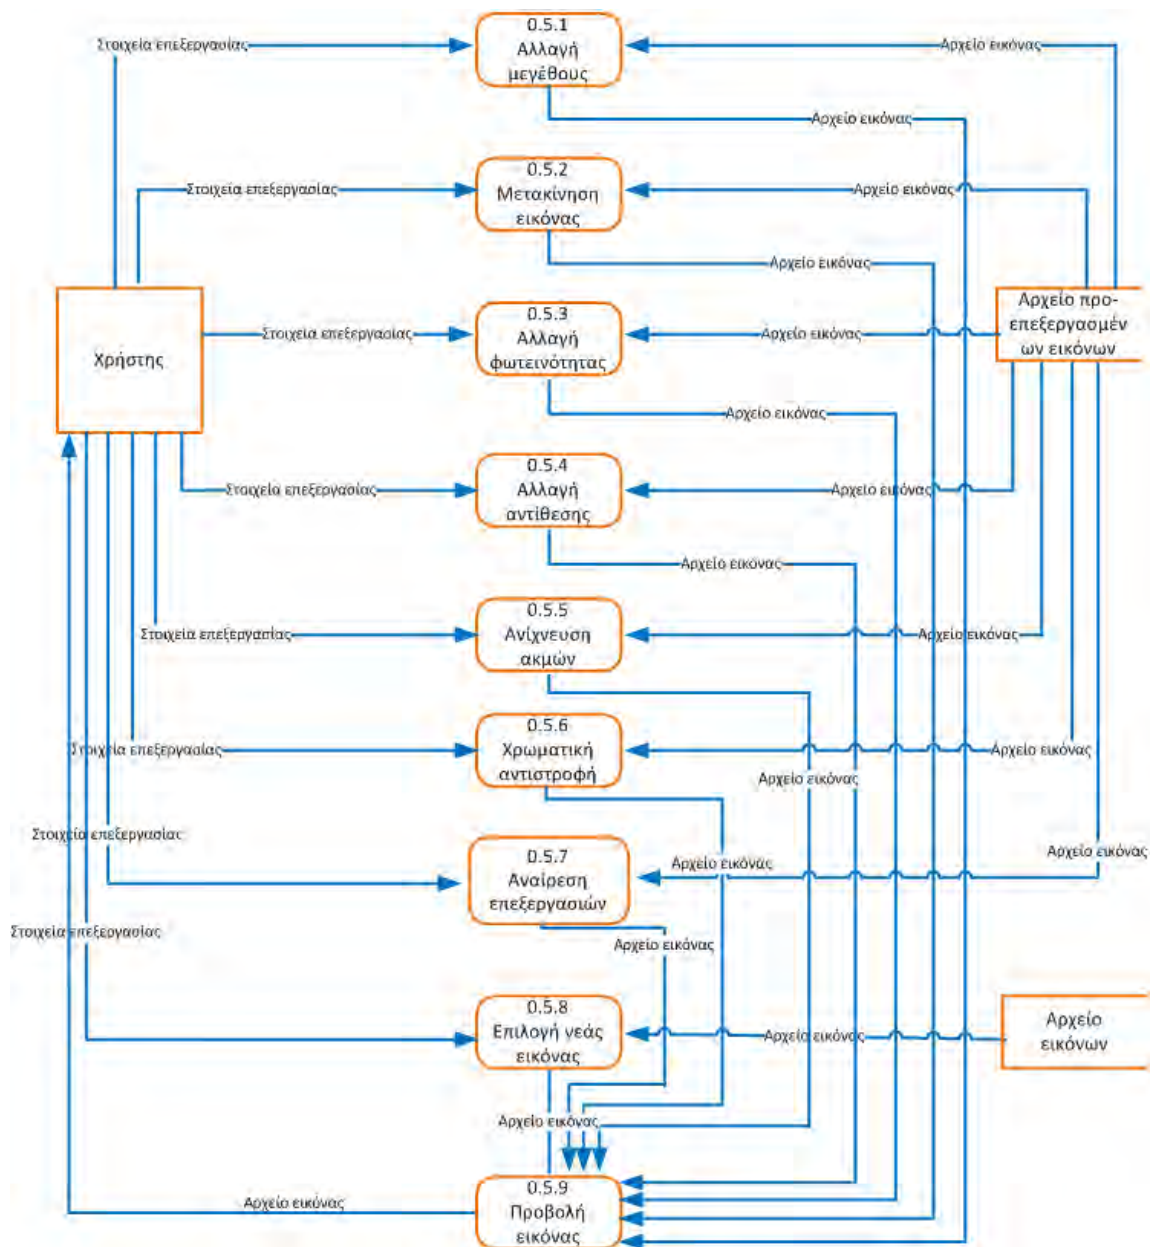 0.5.1
Αλλαγή
μεγέθους
Στοιχεία επεξεργασίας
Αρχείο εικόνας
Αρχείο εικόνας
0.5.2
Μετακίνηση
εικόνας
Στοιχεία επεξεργασίας
Αρχείο εικόνας
Αρχείο εικόνας
Χρήστης
0.5.3
Αλλαγή
φωτεινότητας
Στοιχεία επεξεργασίας
Αρχείο εικόνας
Αρχείο προ-
επεξεργασμέν
ων εικόνων
Αρχείο εικόνας
0.5.4
Αλλαγή
αντίθεσης
Στοιχεία επεξεργασίας
Αρχείο εικόνας
Αρχείο εικόνας
0.5.5
Ανίχνευση
ακμών
Στοιχεία επεξεργασίας
Αρχείο εικόνας
0.5.6
Χρωματική
αντιστροφή
Στοιχεία επεξεργασίας
Αρχείο εικόνας
Αρχείο εικόνας
Στοιχεία επεξεργασίας
0.5.7
Αναίρεση
επεξεργασιών
Αρχείο εικόνας
Αρχείο εικόνας
Στοιχεία επεξεργασίας
Αρχείο εικόνας
0.5.8
Επιλογή νεάς
εικόνας
Αρχείο εικόνας
Αρχείο
εικόνων
Αρχείο εικόνας
0.5.9
Προβολή
εικόνας
Αρχείο εικόνας